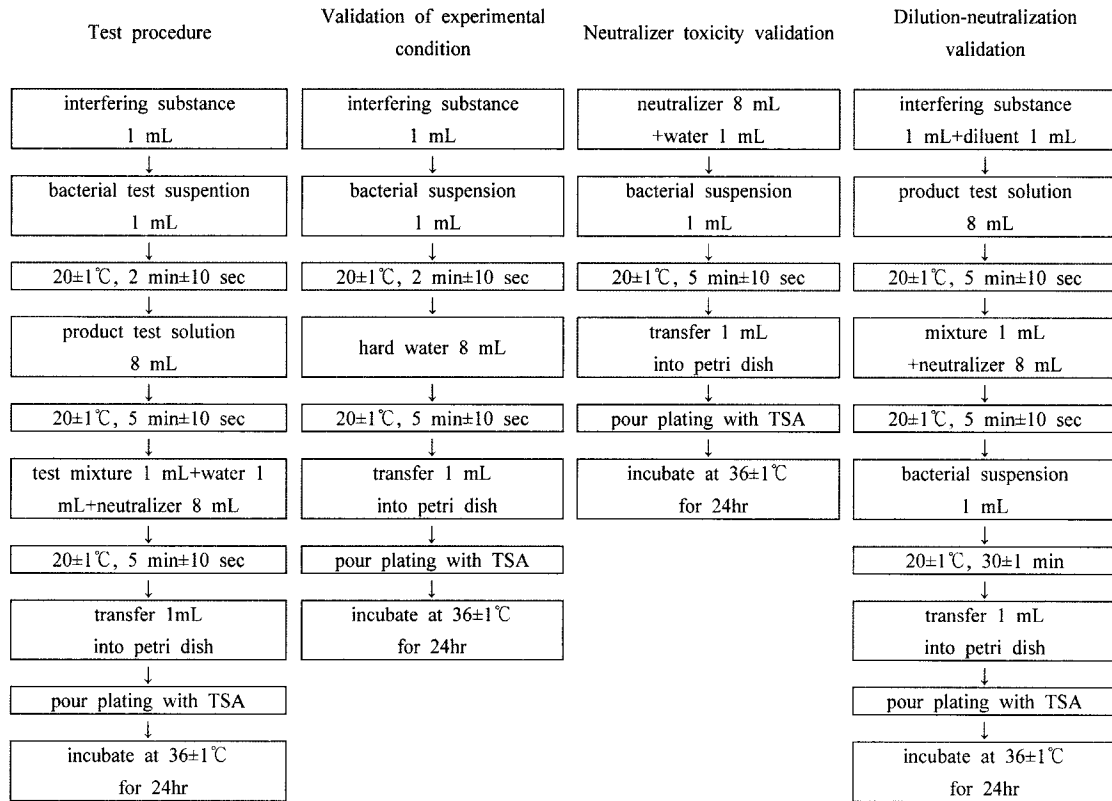 Test procedure
interfering substance
1 mL
↓
bacterial test suspention
1 mL
↓
20±1℃, 2 min±10 sec
↓
product test solution
8 mL
↓
20±1℃, 5 min±10 sec
↓
test mixture 1 mL+water 1
mL+neutralizer 8 mL
↓
20±1℃, 5 min±10 sec
↓
transfer 1mL
into petri dish
↓
pour plating with TSA
↓
incubate at 36±1℃
for 24hr
Validation of experimental
condition
interfering substance
1 mL
↓
bacterial suspension
1 mL
↓
20±1℃, 2 min±10 sec
↓
hard water 8 mL
↓
20±1℃, 5 min±10 sec
↓
transfer 1 mL
into petri dish
↓
pour plating with TSA
↓
incubate at 36±1℃
for 24hr
Neutralizer toxicity validation
neutralizer 8 mL
+water 1 mL
↓
bacterial suspension
1 mL
↓
20±1℃, 5 min±10 sec
↓
transfer 1 mL
into petri dish
↓
pour plating with TSA
↓
incubate at 36±1℃
for 24hr
Dilution-neutralization
validation
interfering substance
1 mL+diluent 1 mL
↓
product test solution
8 mL
↓
20±1℃, 5 min±10 sec
↓
mixture 1 mL
+neutralizer 8 mL
↓
20±1℃, 5 min±10 sec
↓
bacterial suspension
1 mL
↓
20±1℃, 30±1 min
↓
transfer 1 mL
into petri dish
↓
pour plating with TSA
↓
incubate at 36±1℃
for 24hr